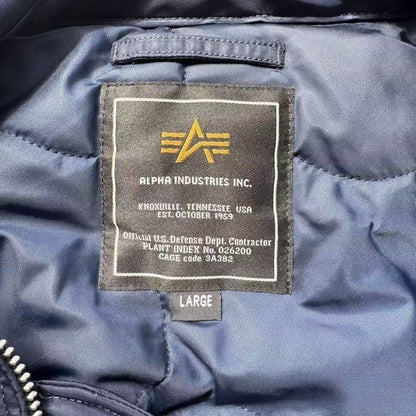 ALPHA INDUSTRIES INC.
KNOXVILLE, TENNESSEE USA
EST. OCTOBER 1959
Official U.S. Defense Dept. Contractor
PLANT INDEX No. 026200
CAGE code 3A382
LARGE